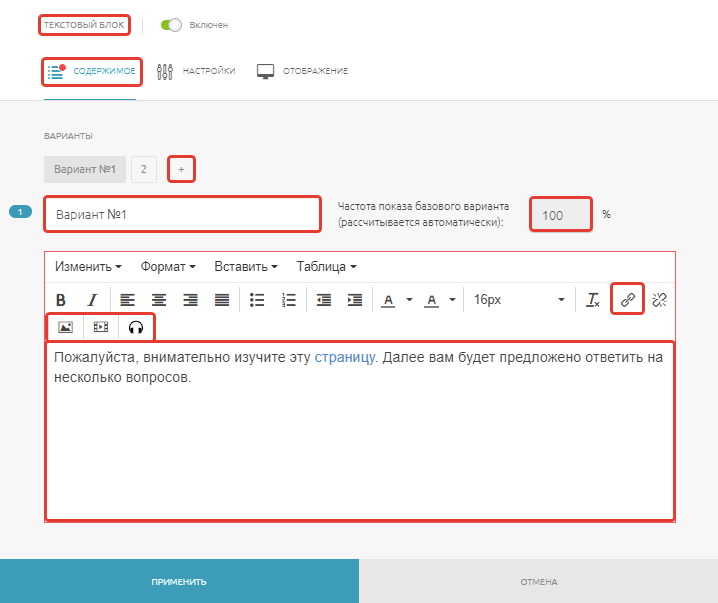 ТЕКСТОВЫЙ БЛОК Включен
СОДЕРЖИМОЕ НАСТРОЙКИ ОТОБРАЖЕНИЕ
ВАРИАНТЫ
Вариант №1 2 +
1 Вариант №1 Частота показа базового варианта
(рассчитывается автоматически): 100 %
Изменить Формат Вставить Таблица
B I A A 16px
Пожалуйста, внимательно изучите эту страницу. Далее вам будет предложено ответить на
несколько вопросов.
ПРИМЕНИТЬ ОТМЕНА